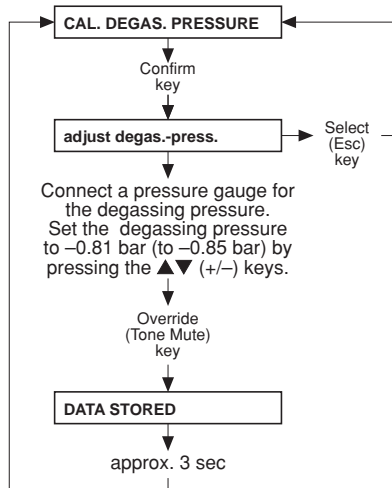 CAL. DEGAS. PRESSURE
Confirm
key
adjust degas.-press.
Select
(Esc)
key
Connect a pressure gauge for
the degassing pressure.
Set the degassing pressure
to –0.81 bar (to –0.85 bar) by
pressing the ▲▼ (+/–) keys.
Override
(Tone Mute)
key
DATA STORED
approx. 3 sec